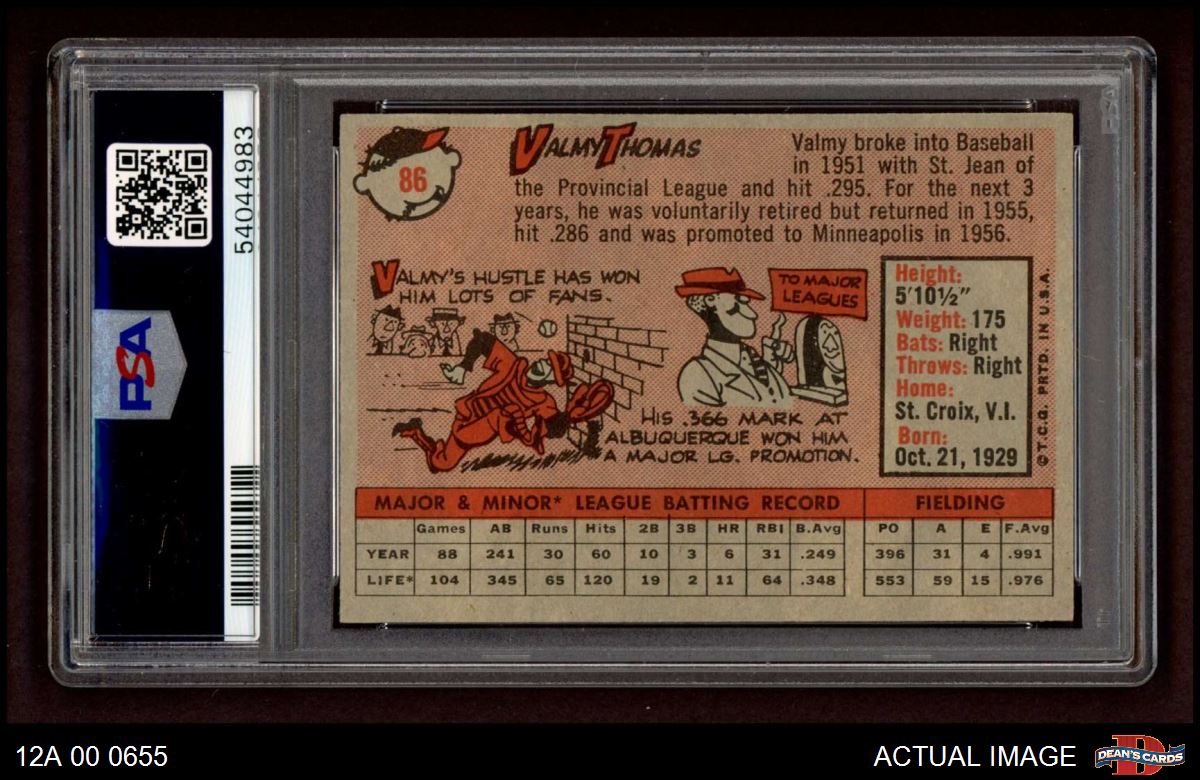 54044983
PSA
86
VALMY THOMAS
Valmy broke into Baseball
in 1951 with St. Jean of
the Provincial League and hit .295. For the next 3
years, he was voluntarily retired but returned in 1955,
hit .286 and was promoted to Minneapolis in 1956.
VALMY'S HUSTLE HAS WON
HIM LOTS OF FANS.
TO MAJOR
LEAGUES
HIS .366 MARK AT
ALBUQUERQUE WON HIM
A MAJOR LG. PROMOTION.
Height:
5'10½"
Weight: 175
Bats: Right
Throws: Right
Home:
St. Croix, V.I.
Born:
Oct. 21, 1929
©T.C.G. PRTD. IN U.S.A.
MAJOR & MINOR* LEAGUE BATTING RECORD FIELDING
Games AB Runs Hits 2B 3B HR RBI B.Avg PO A E F.Avg
YEAR 88 241 30 60 10 3 6 31 .249 396 31 4 .991
LIFE* 104 345 65 120 19 2 11 64 .348 553 59 15 .976
12A 00 0655
ACTUAL IMAGE
DEAN'S CARDS